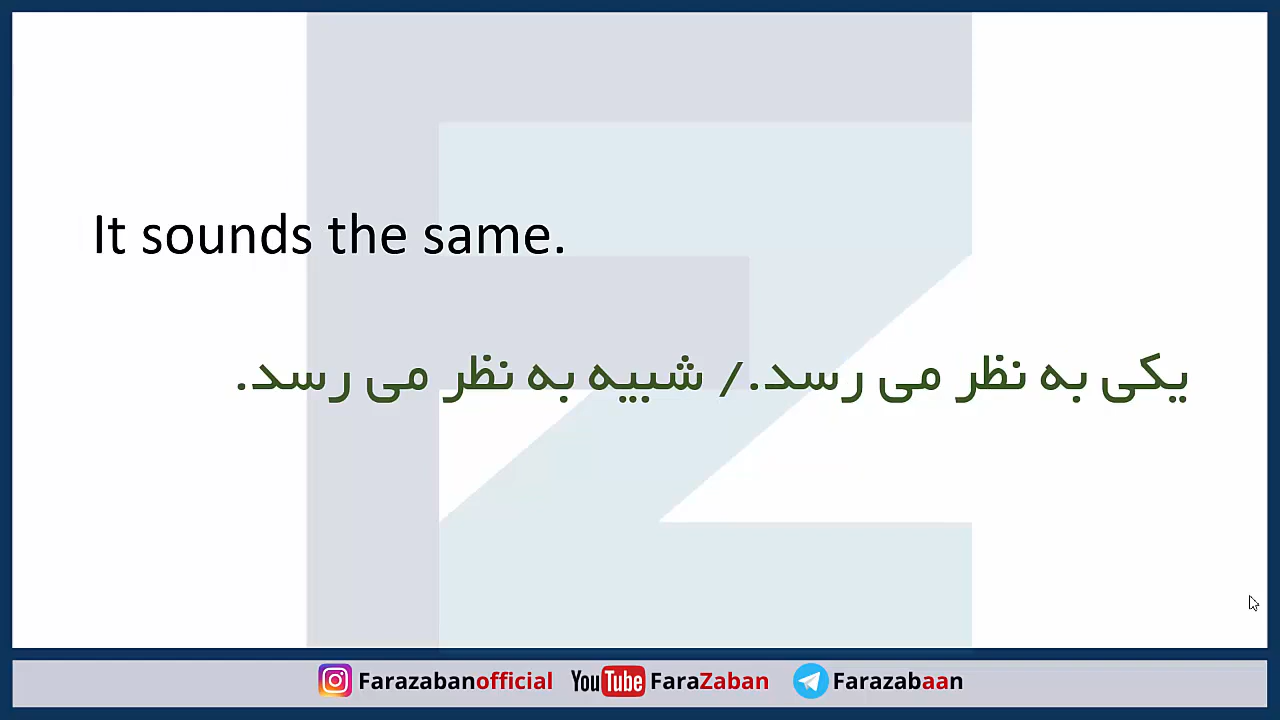 It sounds the same.
یکی به نظر می رسد./ شبیه به نظر می رسد.
Farazabanofficial YouTube FaraZaban Farazabaan